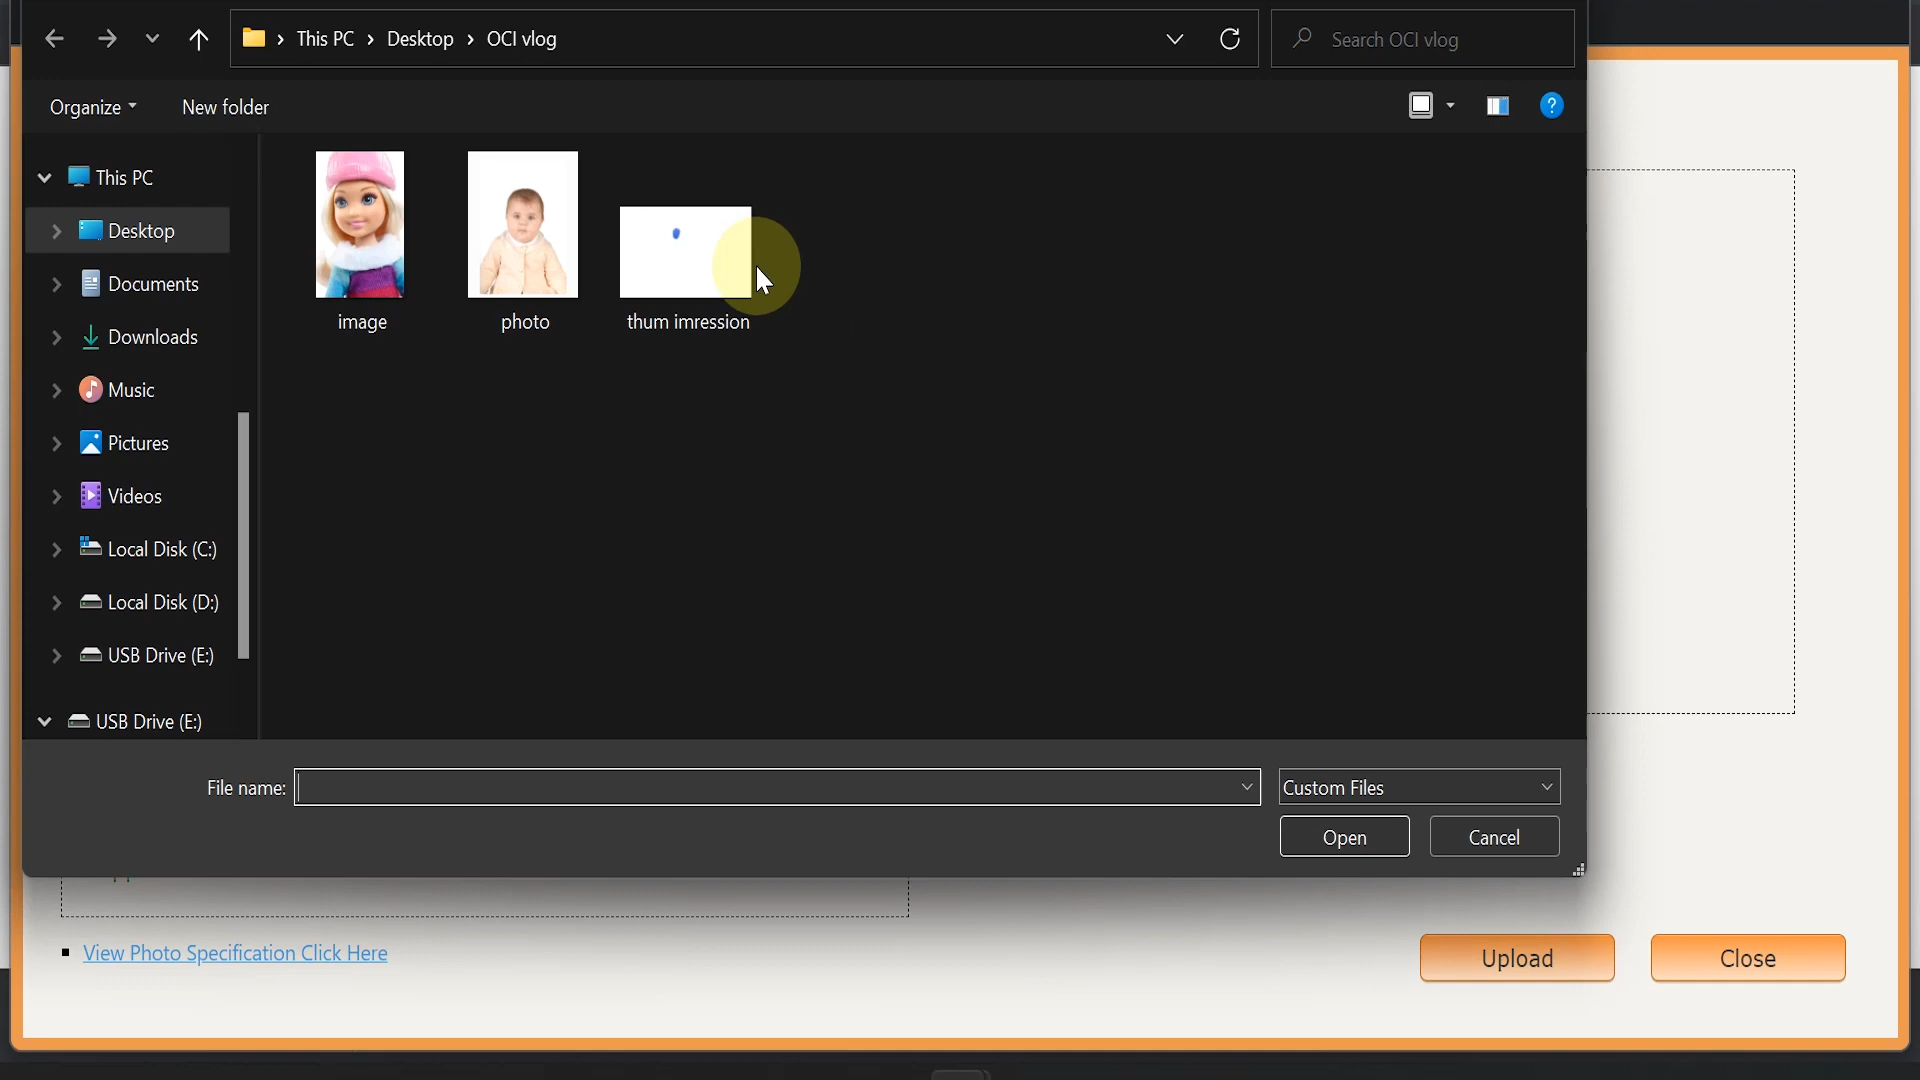 This PC > Desktop > OCI vlog
Search OCI vlog
Organize
New folder
This PC
Desktop
Documents
Downloads
Music
Pictures
Videos
Local Disk (C:)
Local Disk (D:)
USB Drive (E:)
USB Drive (E:)
image
photo
thum imression
File name:
Custom Files
Open
Cancel
View Photo Specification Click Here
Upload
Close